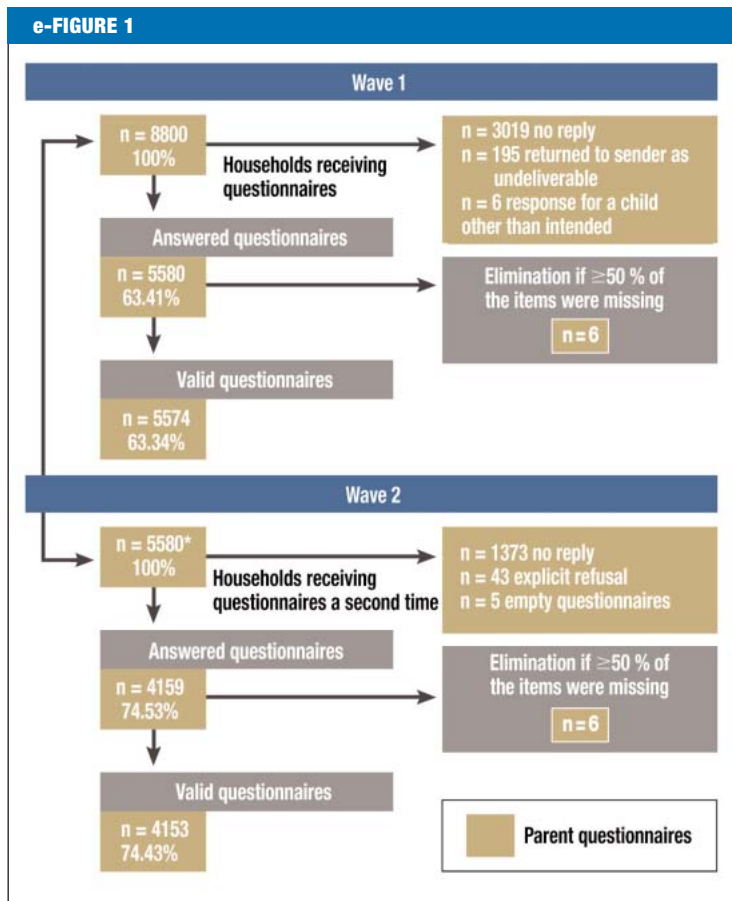 e-FIGURE 1
Wave 1
n = 8800
100%
Households receiving
questionnaires
n = 3019 no reply
n = 195 returned to sender as
undeliverable
n = 6 response for a child
other than intended
Answered questionnaires
n = 5580
63.41%
Elimination if ≥50 % of
the items were missing
n = 6
Valid questionnaires
n = 5574
63.34%
Wave 2
n = 5580*
100%
Households receiving
questionnaires a second time
n = 1373 no reply
n = 43 explicit refusal
n = 5 empty questionnaires
Answered questionnaires
n = 4159
74.53%
Elimination if ≥50 % of
the items were missing
n = 6
Valid questionnaires
n = 4153
74.43%
Parent questionnaires